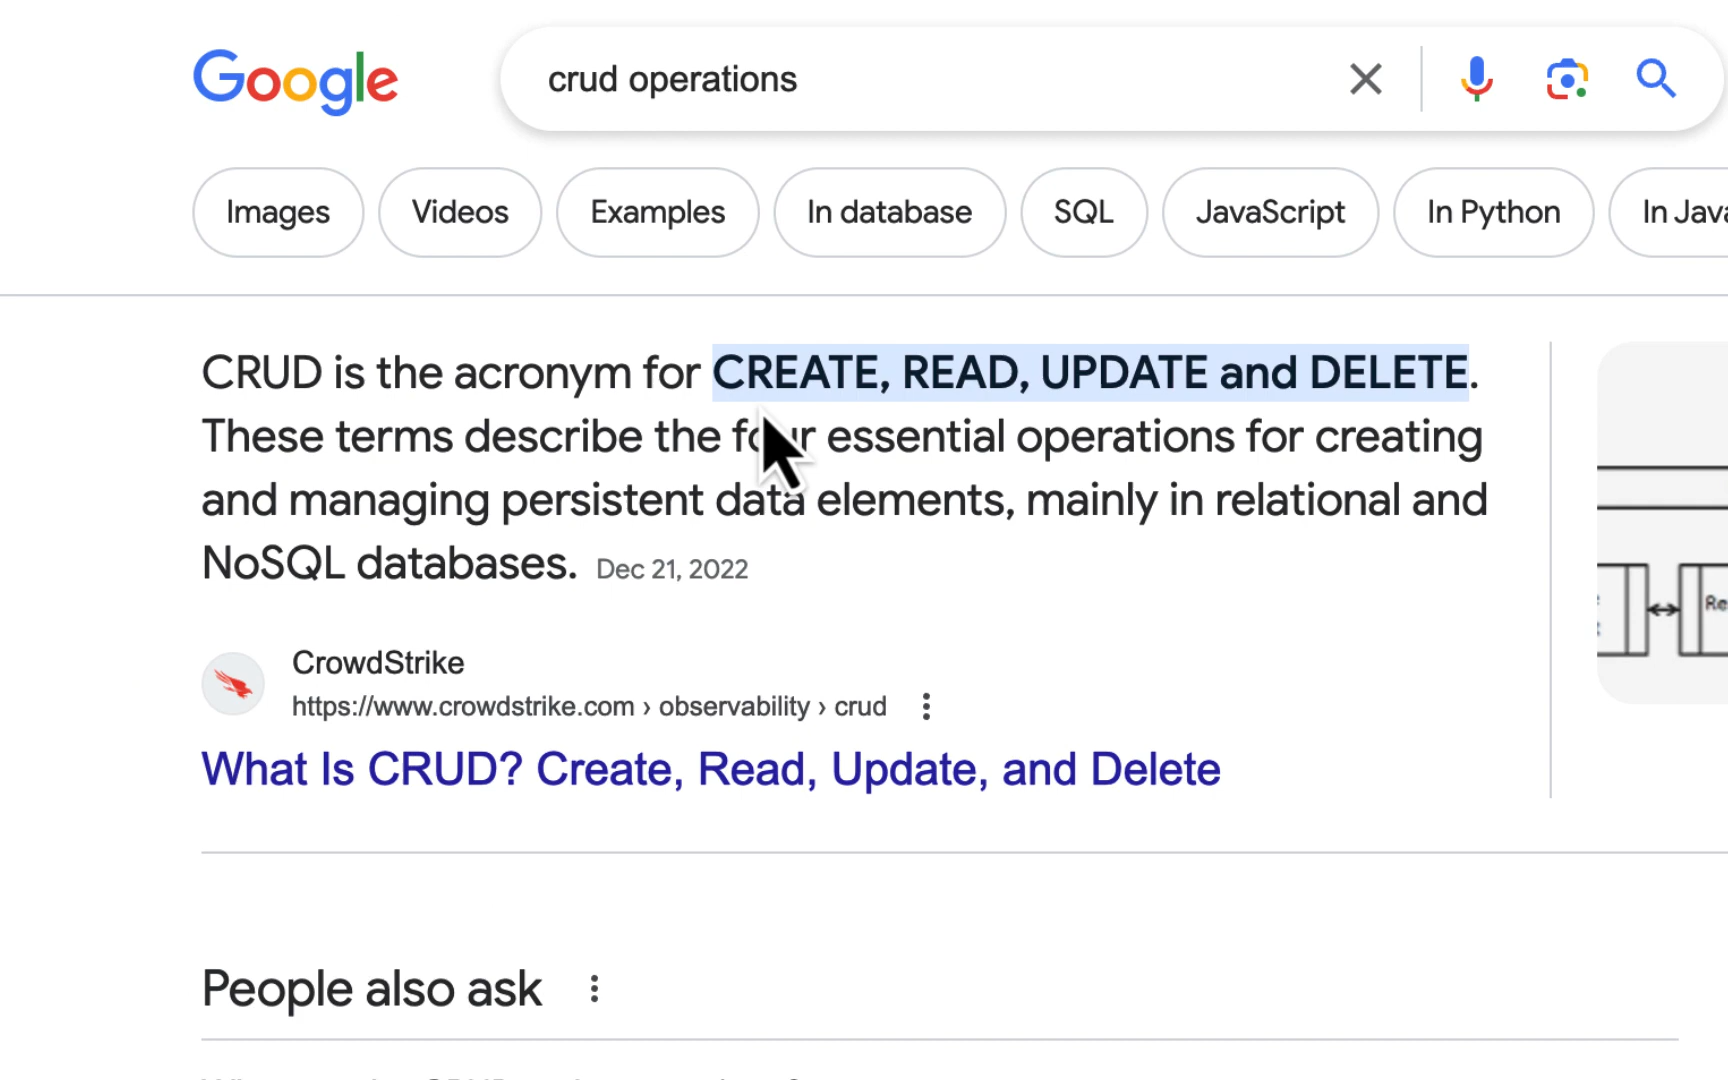 Google
crud operations
Images
Videos
Examples
In database
SQL
JavaScript
In Python
In Java
CRUD is the acronym for CREATE, READ, UPDATE and DELETE.
These terms describe the four essential operations for creating
and managing persistent data elements, mainly in relational and
NoSQL databases. Dec 21, 2022
CrowdStrike
https://www.crowdstrike.com › observability › crud
What Is CRUD? Create, Read, Update, and Delete
People also ask